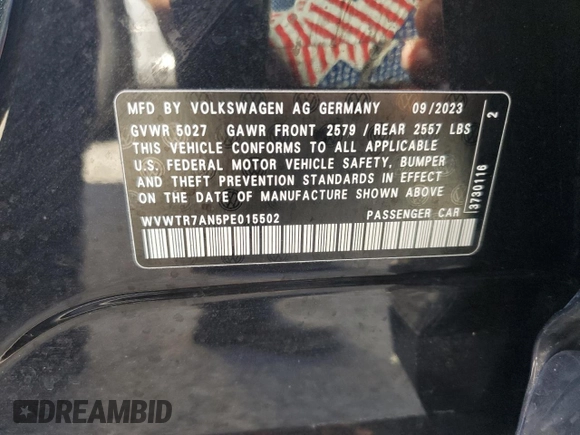 MFD BY VOLKSWAGEN AG GERMANY 09/2023
GVWR 5027 GAWR FRONT 2579 / REAR 2557 LBS
THIS VEHICLE CONFORMS TO ALL APPLICABLE
U.S. FEDERAL MOTOR VEHICLE SAFETY, BUMPER
AND THEFT PREVENTION STANDARDS IN EFFECT
ON THE DATE OF MANUFACTURE SHOWN ABOVE
WVWTR7AN5PE015502 PASSENGER CAR
3730116 2
DREAMBID